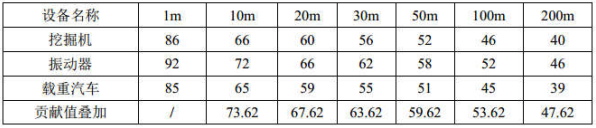 设备名称 1m 10m 20m 30m 50m 100m 200m
挖掘机 86 66 60 56 52 46 40
振动器 92 72 66 62 58 52 46
载重汽车 85 65 59 55 51 45 39
贡献值叠加 / 73.62 67.62 63.62 59.62 53.62 47.62